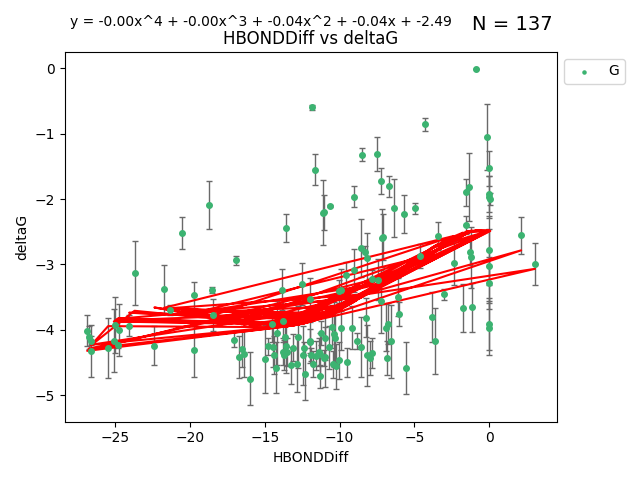 y = -0.00x^4 + -0.00x^3 + -0.04x^2 + -0.04x + -2.49
N = 137
HBONDDiff vs deltaG
G
deltaG
0
−1
−2
−3
−4
−5
−25
−20
−15
−10
−5
0
HBONDDiff